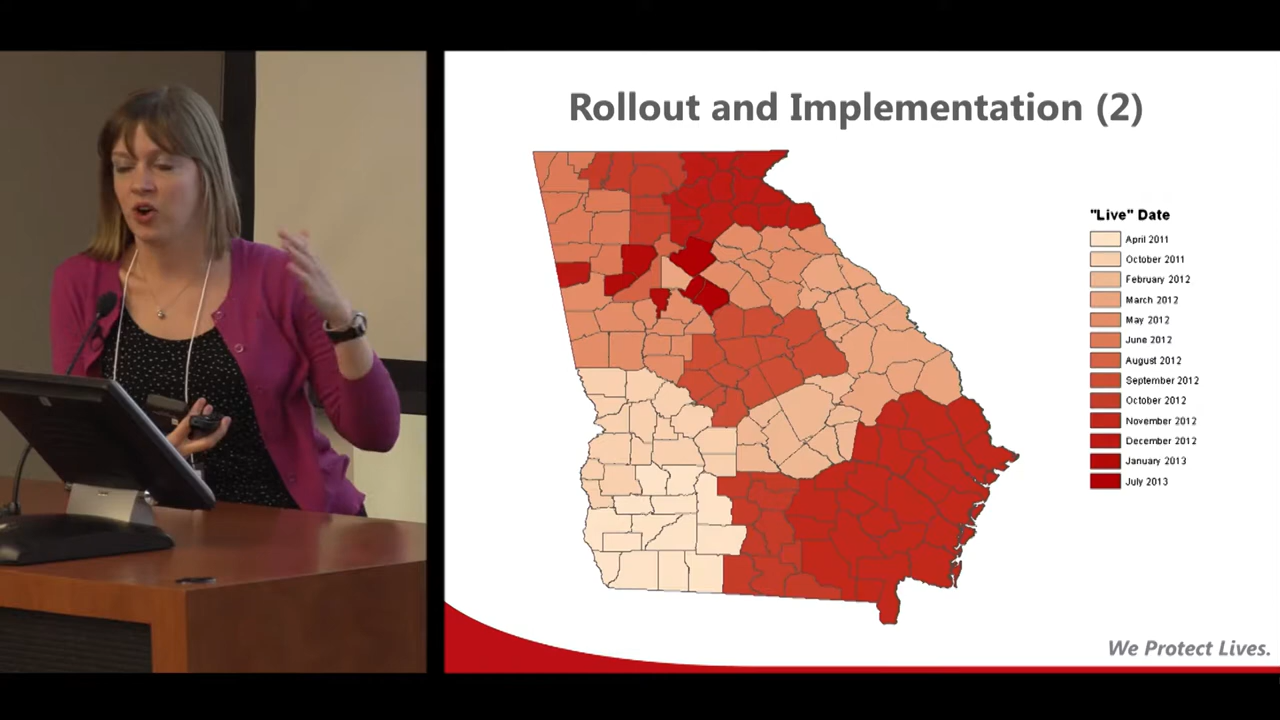 Rollout and Implementation (2)
"Live" Date
April 2011
October 2011
February 2012
March 2012
May 2012
June 2012
August 2012
September 2012
October 2012
November 2012
December 2012
January 2013
July 2013
We Protect Lives.